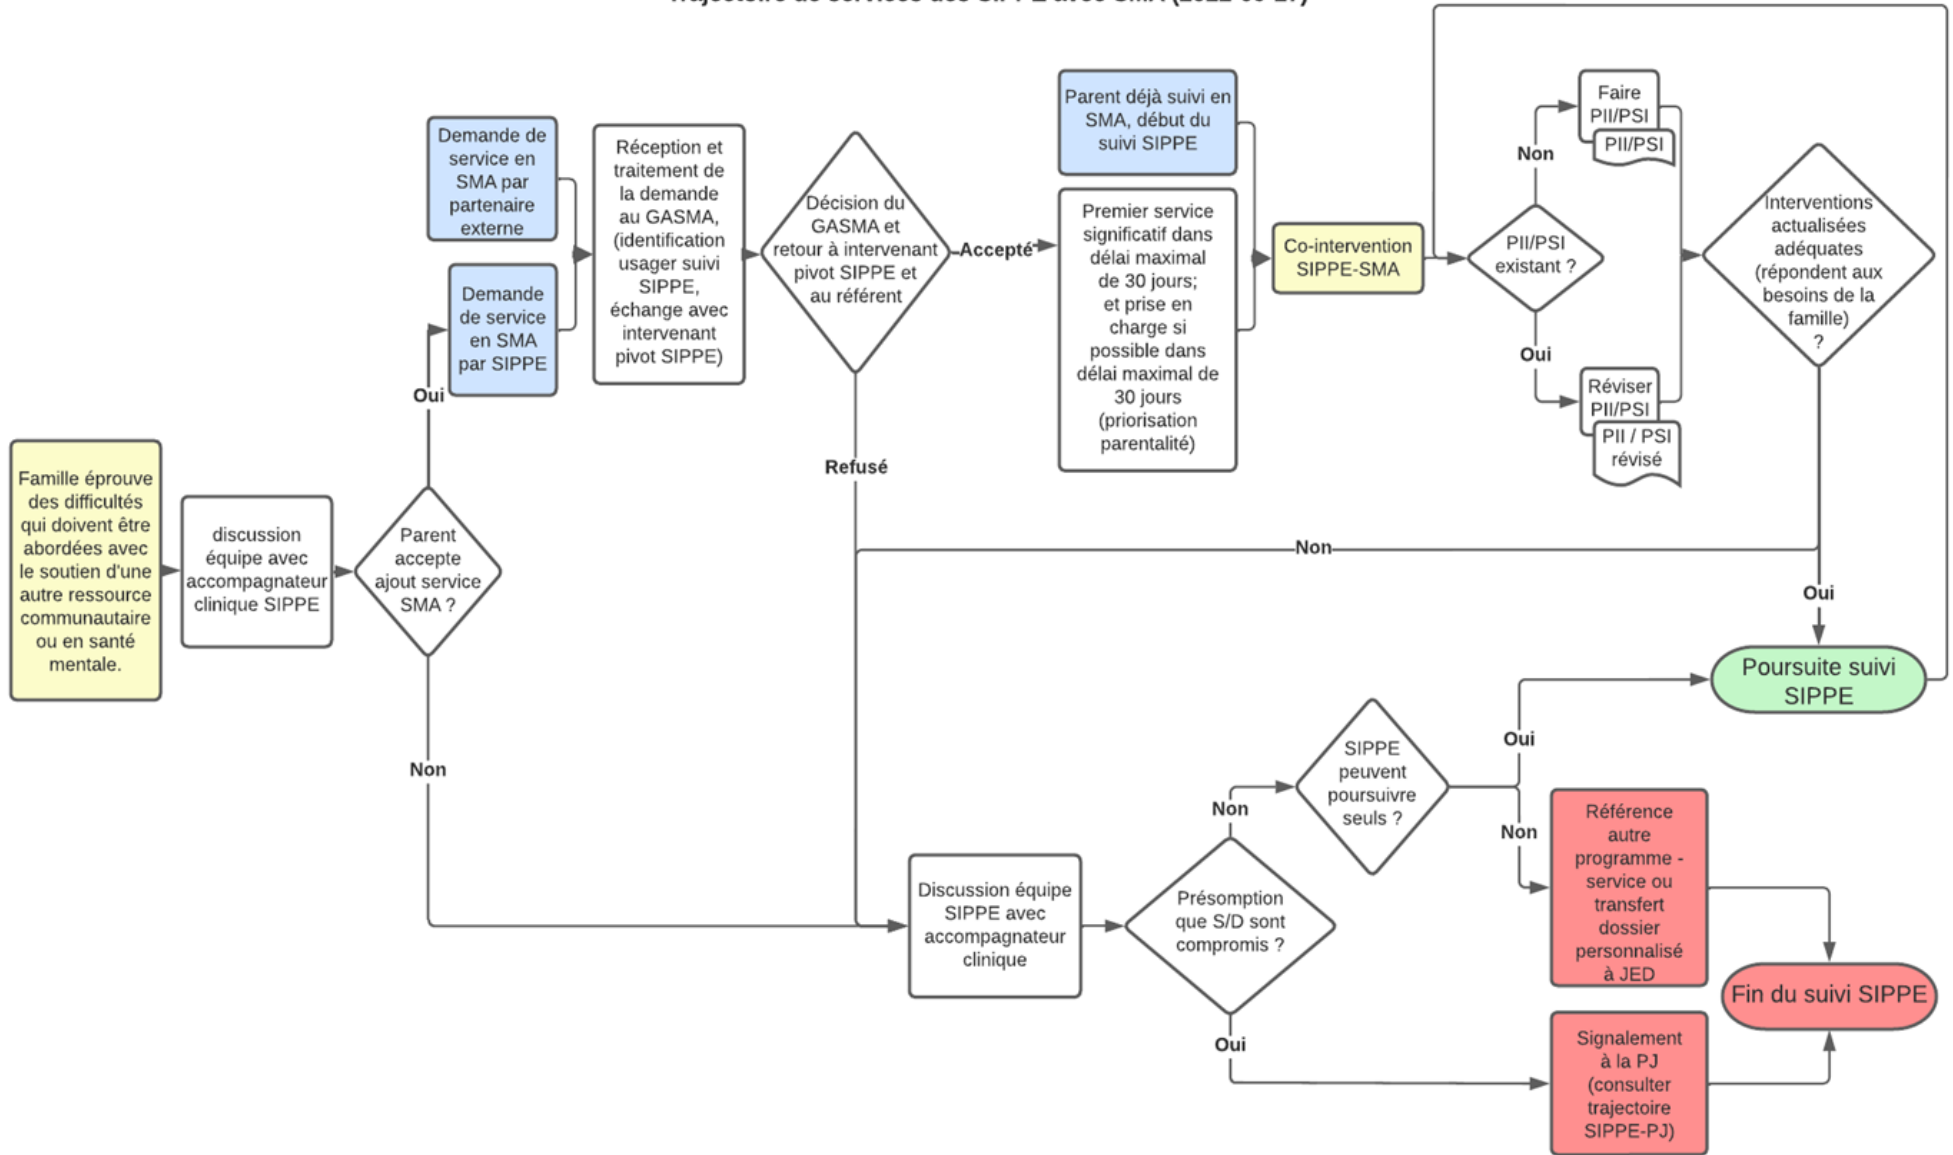 Famille éprouve
des difficultés
qui doivent être
abordées avec
le soutien d'une
autre ressource
communautaire
ou en santé
mentale.
discussion
équipe avec
accompagnateur
clinique SIPPE
Parent
accepte
ajout service
SMA ?
Oui
Non
Demande de
service en
SMA par
partenaire
externe
Demande
de service
en SMA
par SIPPE
Réception et
traitement de
la demande
au GASMA,
(identification
usager suivi
SIPPE,
échange avec
intervenant
pivot SIPPE)
Décision du
GASMA et
retour à intervenant
pivot SIPPE et
au référent
Accepté
Refusé
Parent déjà suivi en
SMA, début du
suivi SIPPE
Premier service
significatif dans
délai maximal
de 30 jours;
et prise en
charge si
possible dans
délai maximal de
30 jours
(priorisation
parentalité)
Co-intervention
SIPPE-SMA
PII/PSI
existant ?
Non
Oui
Faire
PII/PSI
PII/PSI
Réviser
PII/PSI
PII / PSI
révisé
Interventions
actualisées
adéquates
(répondent aux
besoins de la
famille)
?
Non
Oui
Poursuite suivi
SIPPE
Discussion équipe
SIPPE avec
accompagnateur
clinique
Présomption
que S/D sont
compromis ?
Non
Oui
SIPPE
peuvent
poursuivre
seuls ?
Oui
Non
Référence
autre
programme -
service ou
transfert
dossier
personnalisé
à JED
Signalement
à la PJ
(consulter
trajectoire
SIPPE-PJ)
Fin du suivi SIPPE